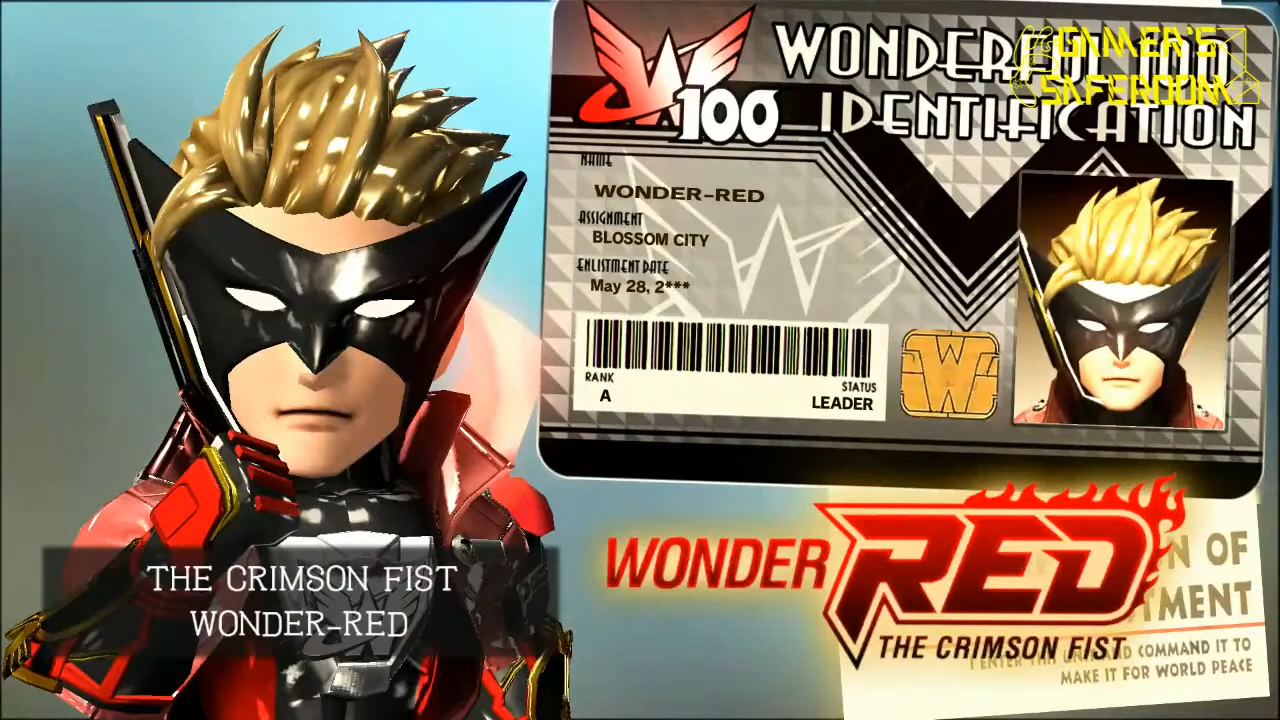 W100
WONDERFUL 100
IDENTIFICATION
GAMER'S
SAFEROOM
NAME
WONDER-RED
ASSIGNMENT
BLOSSOM CITY
ENLISTMENT DATE
May 28, 2***
RANK
A
STATUS
LEADER
W
WONDER RED
THE CRIMSON FIST
N OF
TMENT
I ENTER COMMAND IT TO
MAKE IT FOR WORLD PEACE
THE CRIMSON FIST
WONDER-RED